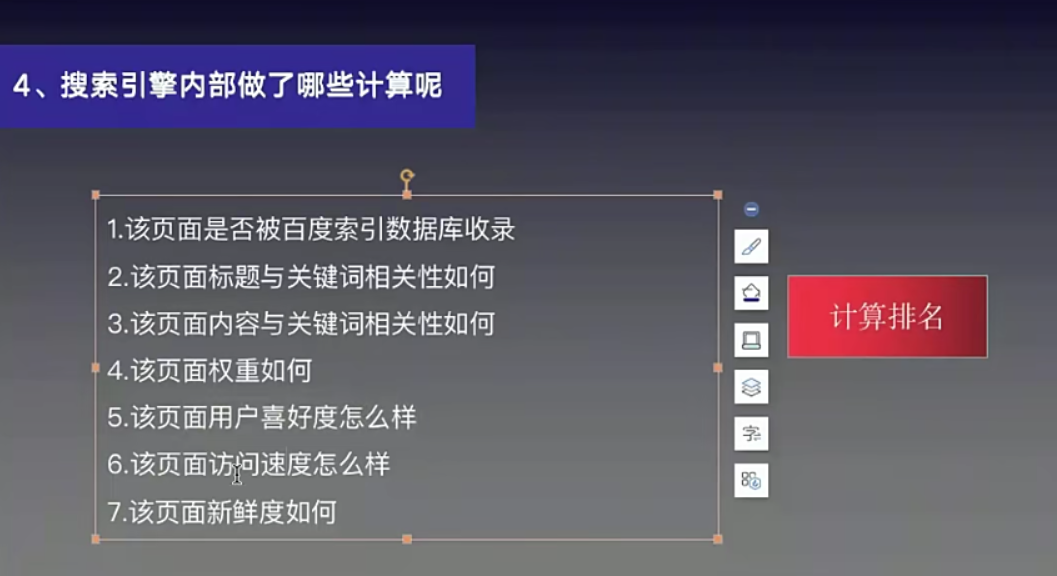 4、搜索引擎内部做了哪些计算呢
1.该页面是否被百度索引数据库收录
2.该页面标题与关键词相关性如何
3.该页面内容与关键词相关性如何
4.该页面权重如何
5.该页面用户喜好度怎么样
6.该页面访问速度怎么样
7.该页面新鲜度如何
字
计算排名